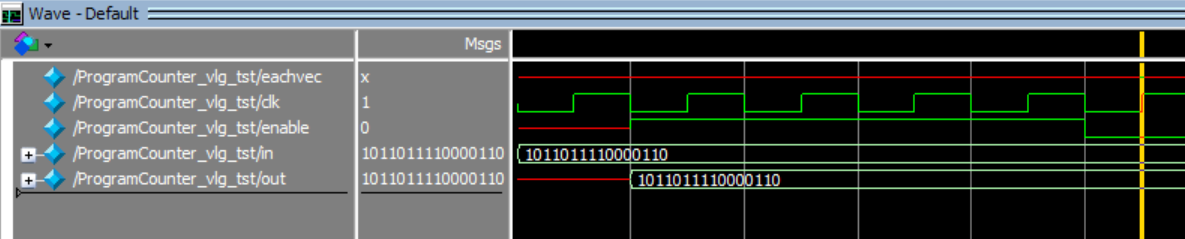 Wave - Default
Msgs
/ProgramCounter_vlg_tst/eachvec x
/ProgramCounter_vlg_tst/clk 1
/ProgramCounter_vlg_tst/enable 0
/ProgramCounter_vlg_tst/in 1011011110000110 1011011110000110
/ProgramCounter_vlg_tst/out 1011011110000110 1011011110000110